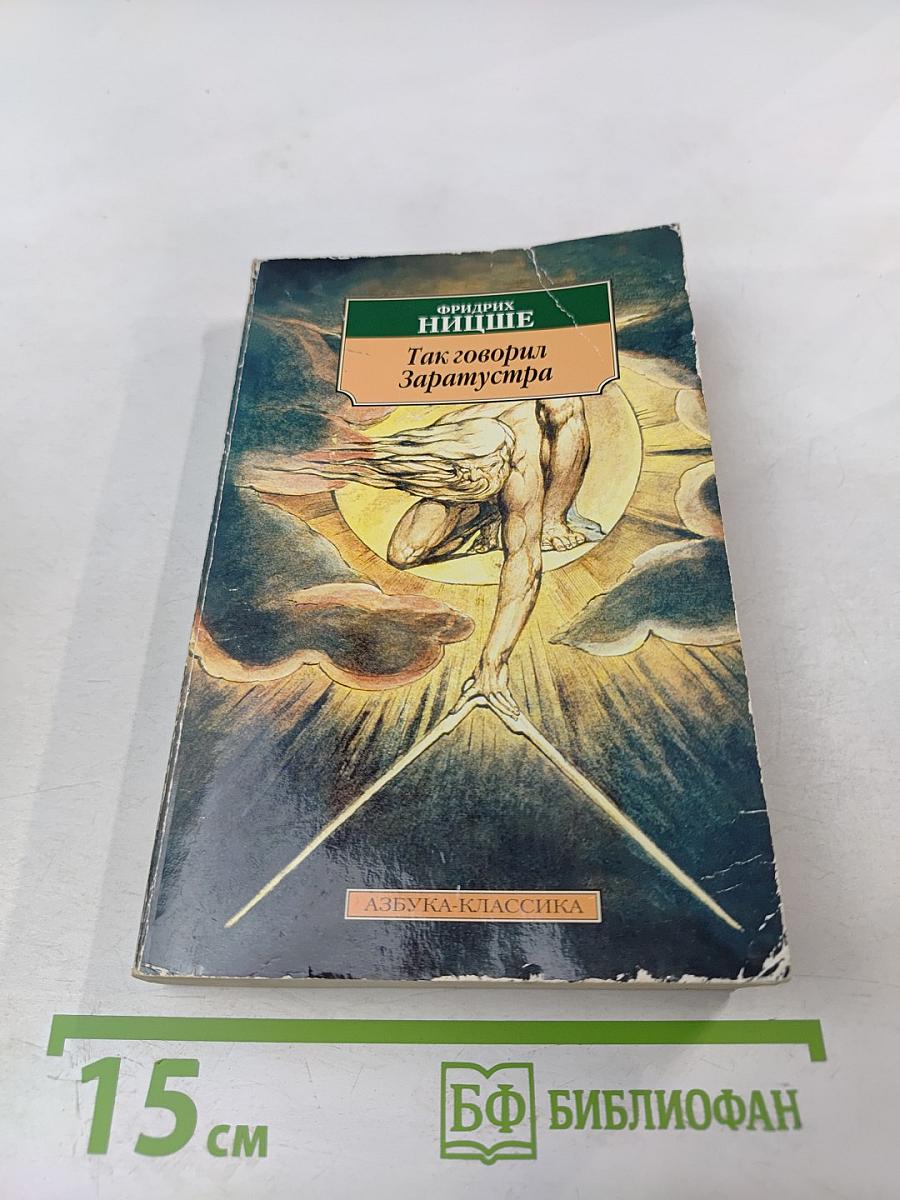 ФРИДРИХ
НИЦШЕ
Так говорил
Заратустра
АЗБУКА-КЛАССИКА
15 см
БФ БИБЛИОФАН